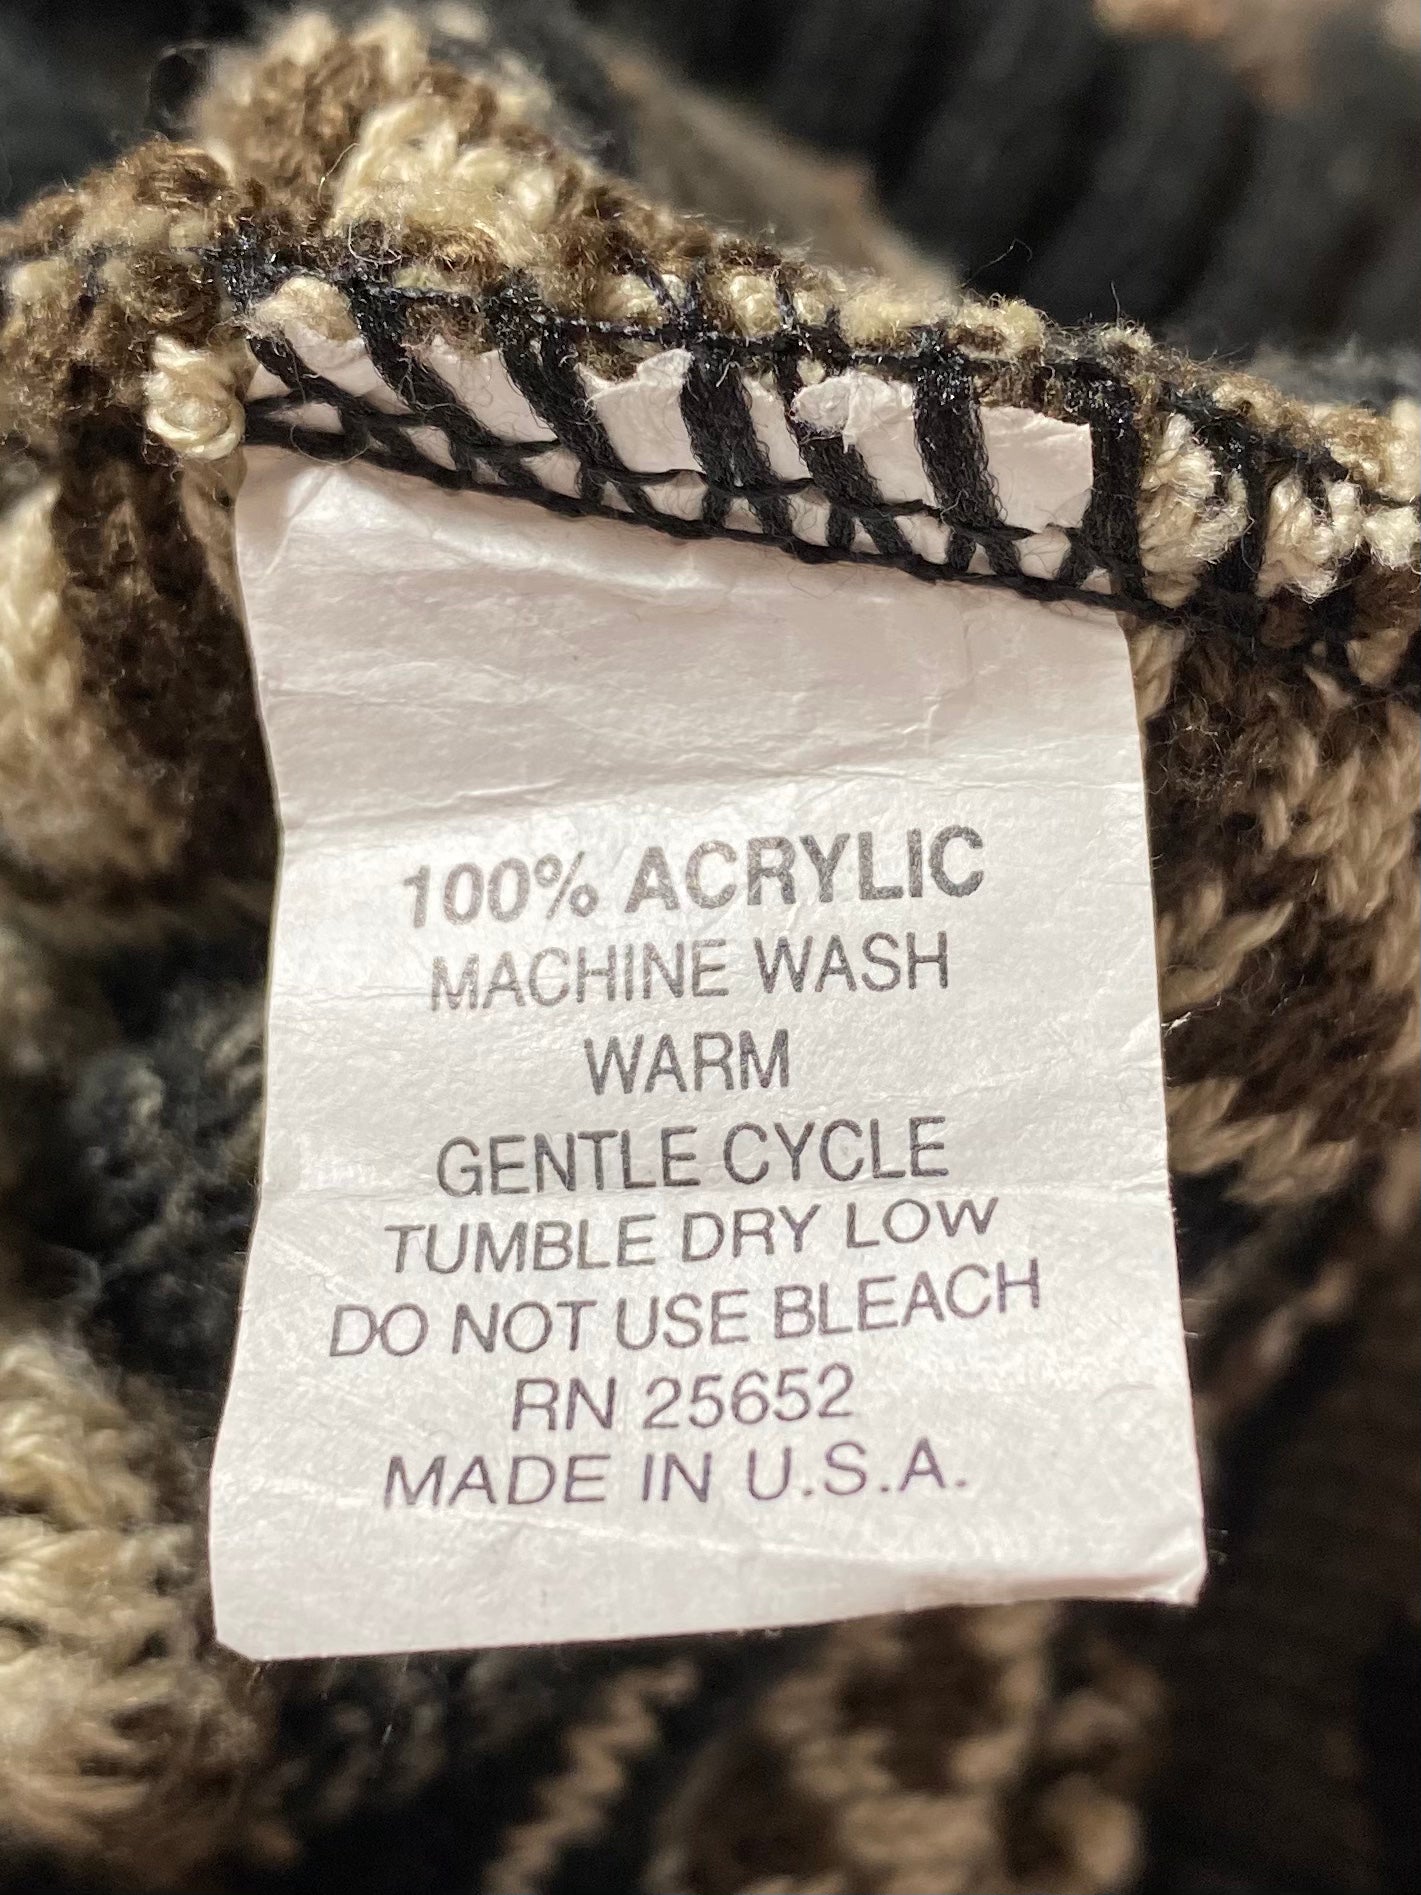 100% ACRYLIC
MACHINE WASH
WARM
GENTLE CYCLE
TUMBLE DRY LOW
DO NOT USE BLEACH
RN 25652
MADE IN U.S.A.